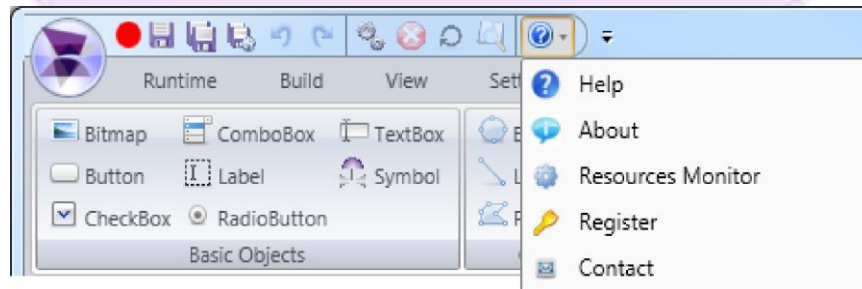 Runtime Build View Sett
Help
Bitmap ComboBox TextBox
About
Button Label Symbol
Resources Monitor
CheckBox RadioButton
Register
Basic Objects
Contact